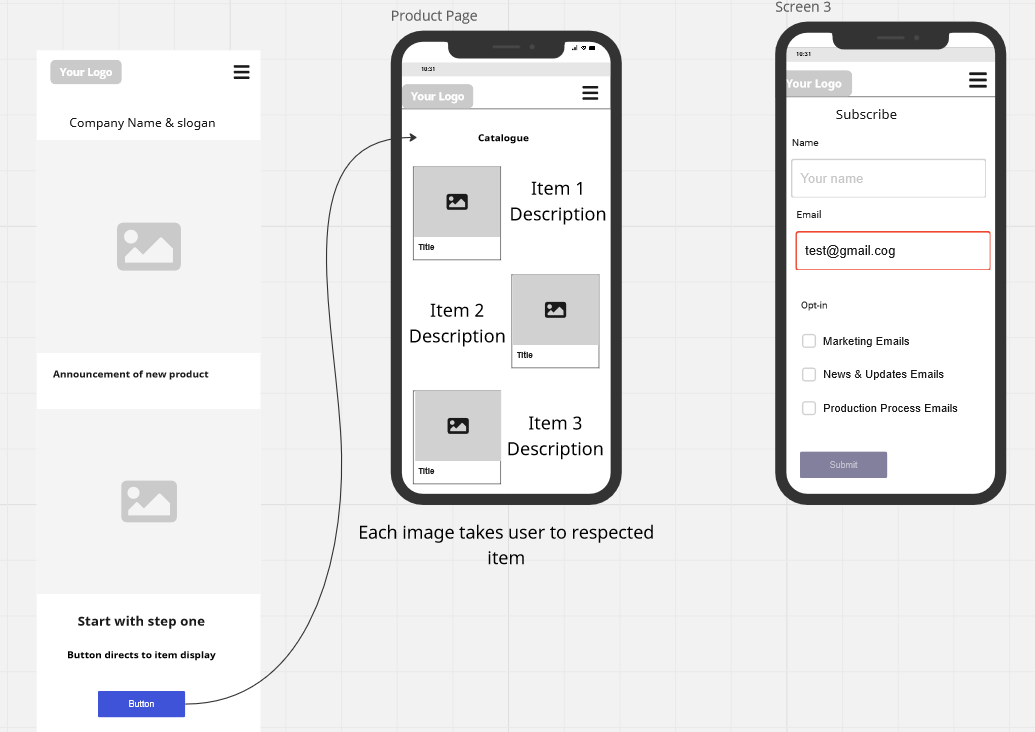 Your Logo
Company Name & slogan
Announcement of new product
Start with step one
Button directs to item display
Button
Product Page
10:31
Your Logo
Catalogue
Item 1
Description
Title
Item 2
Description
Title
Item 3
Description
Title
Each image takes user to respected
item
Screen 3
10:31
Your Logo
Subscribe
Name
Your name
Email
test@gmail.cog
Opt-in
Marketing Emails
News & Updates Emails
Production Process Emails
Submit